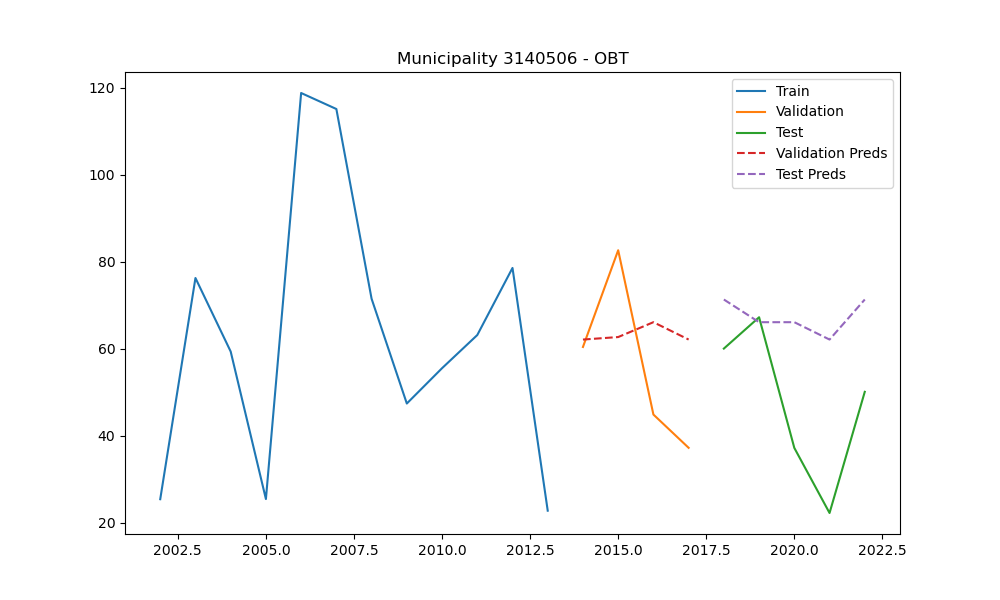 Municipality 3140506 - OBT
Train
Validation
Test
Validation Preds
Test Preds
120
100
80
60
40
20
2002.5 2005.0 2007.5 2010.0 2012.5 2015.0 2017.5 2020.0 2022.5